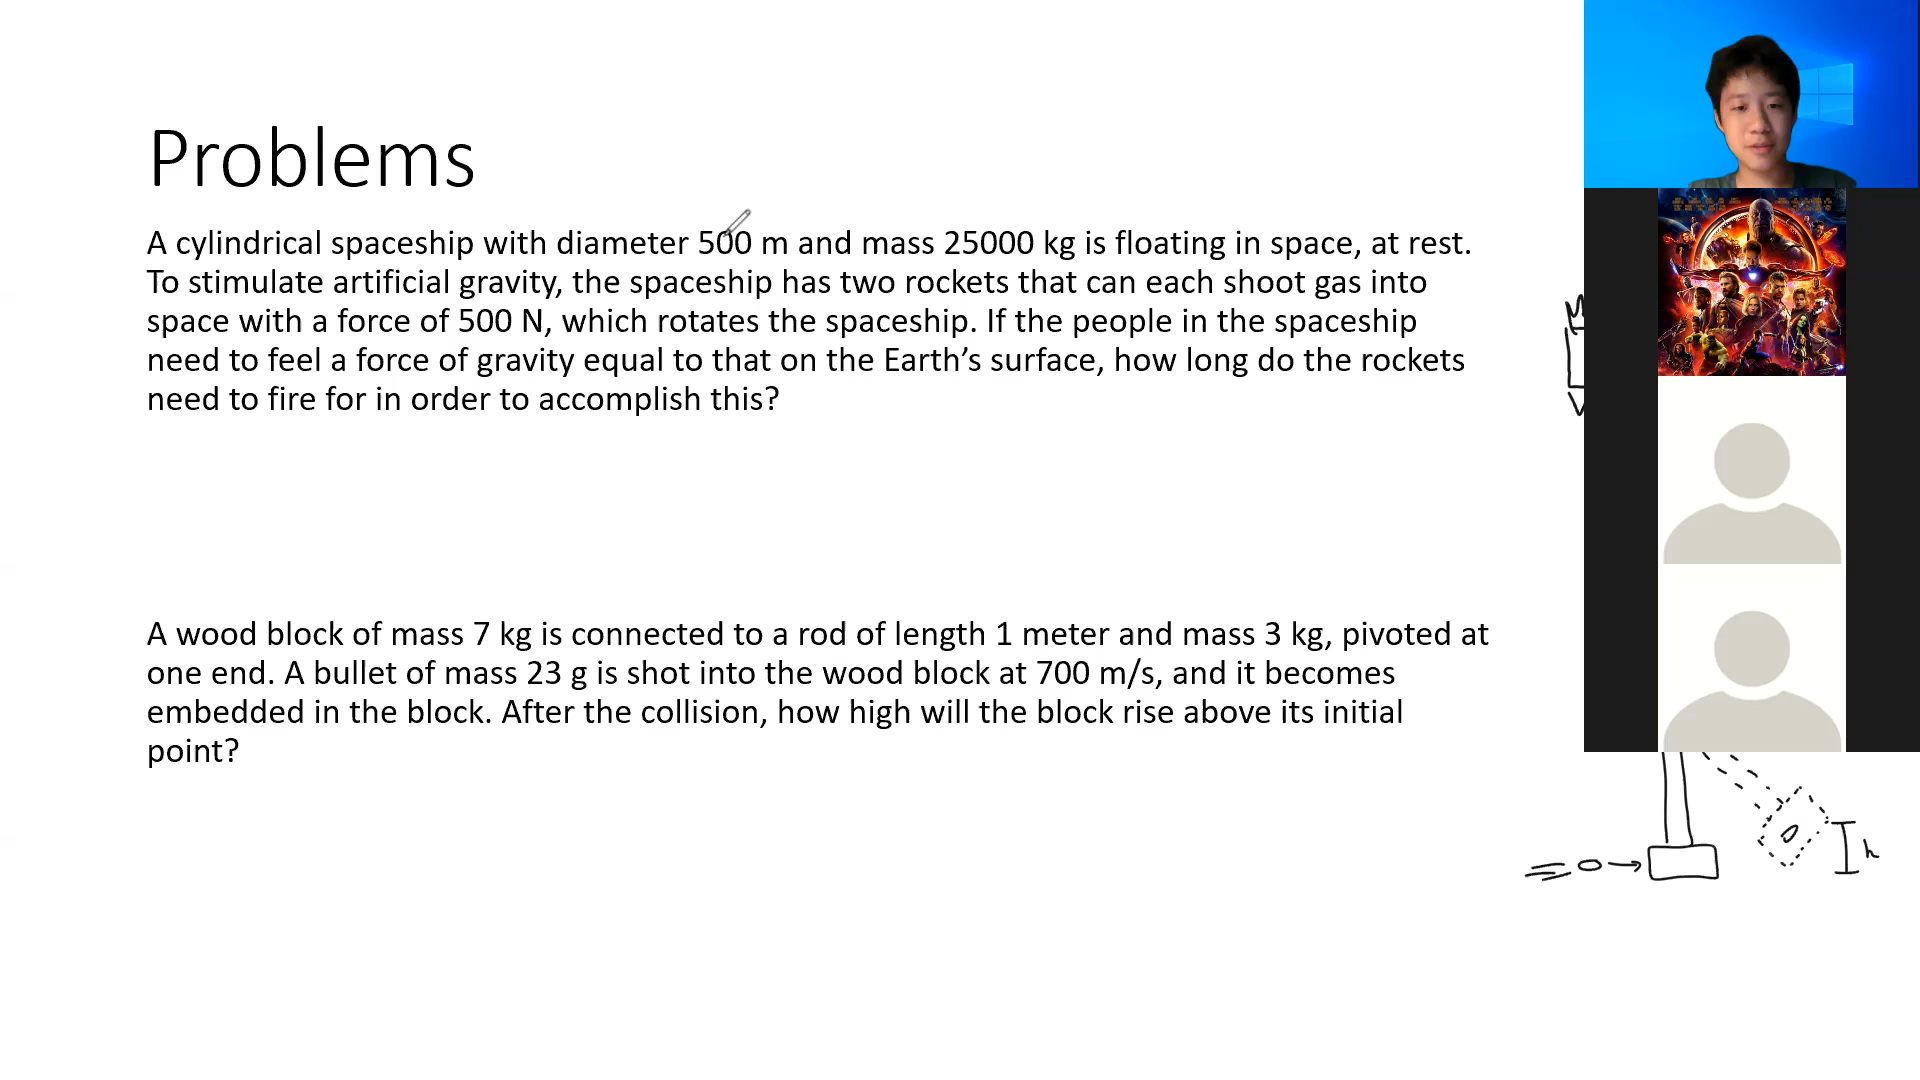 Problems
A cylindrical spaceship with diameter 500 m and mass 25000 kg is floating in space, at rest.
To stimulate artificial gravity, the spaceship has two rockets that can each shoot gas into
space with a force of 500 N, which rotates the spaceship. If the people in the spaceship
need to feel a force of gravity equal to that on the Earth’s surface, how long do the rockets
need to fire for in order to accomplish this?
A wood block of mass 7 kg is connected to a rod of length 1 meter and mass 3 kg, pivoted at
one end. A bullet of mass 23 g is shot into the wood block at 700 m/s, and it becomes
embedded in the block. After the collision, how high will the block rise above its initial
point?
h